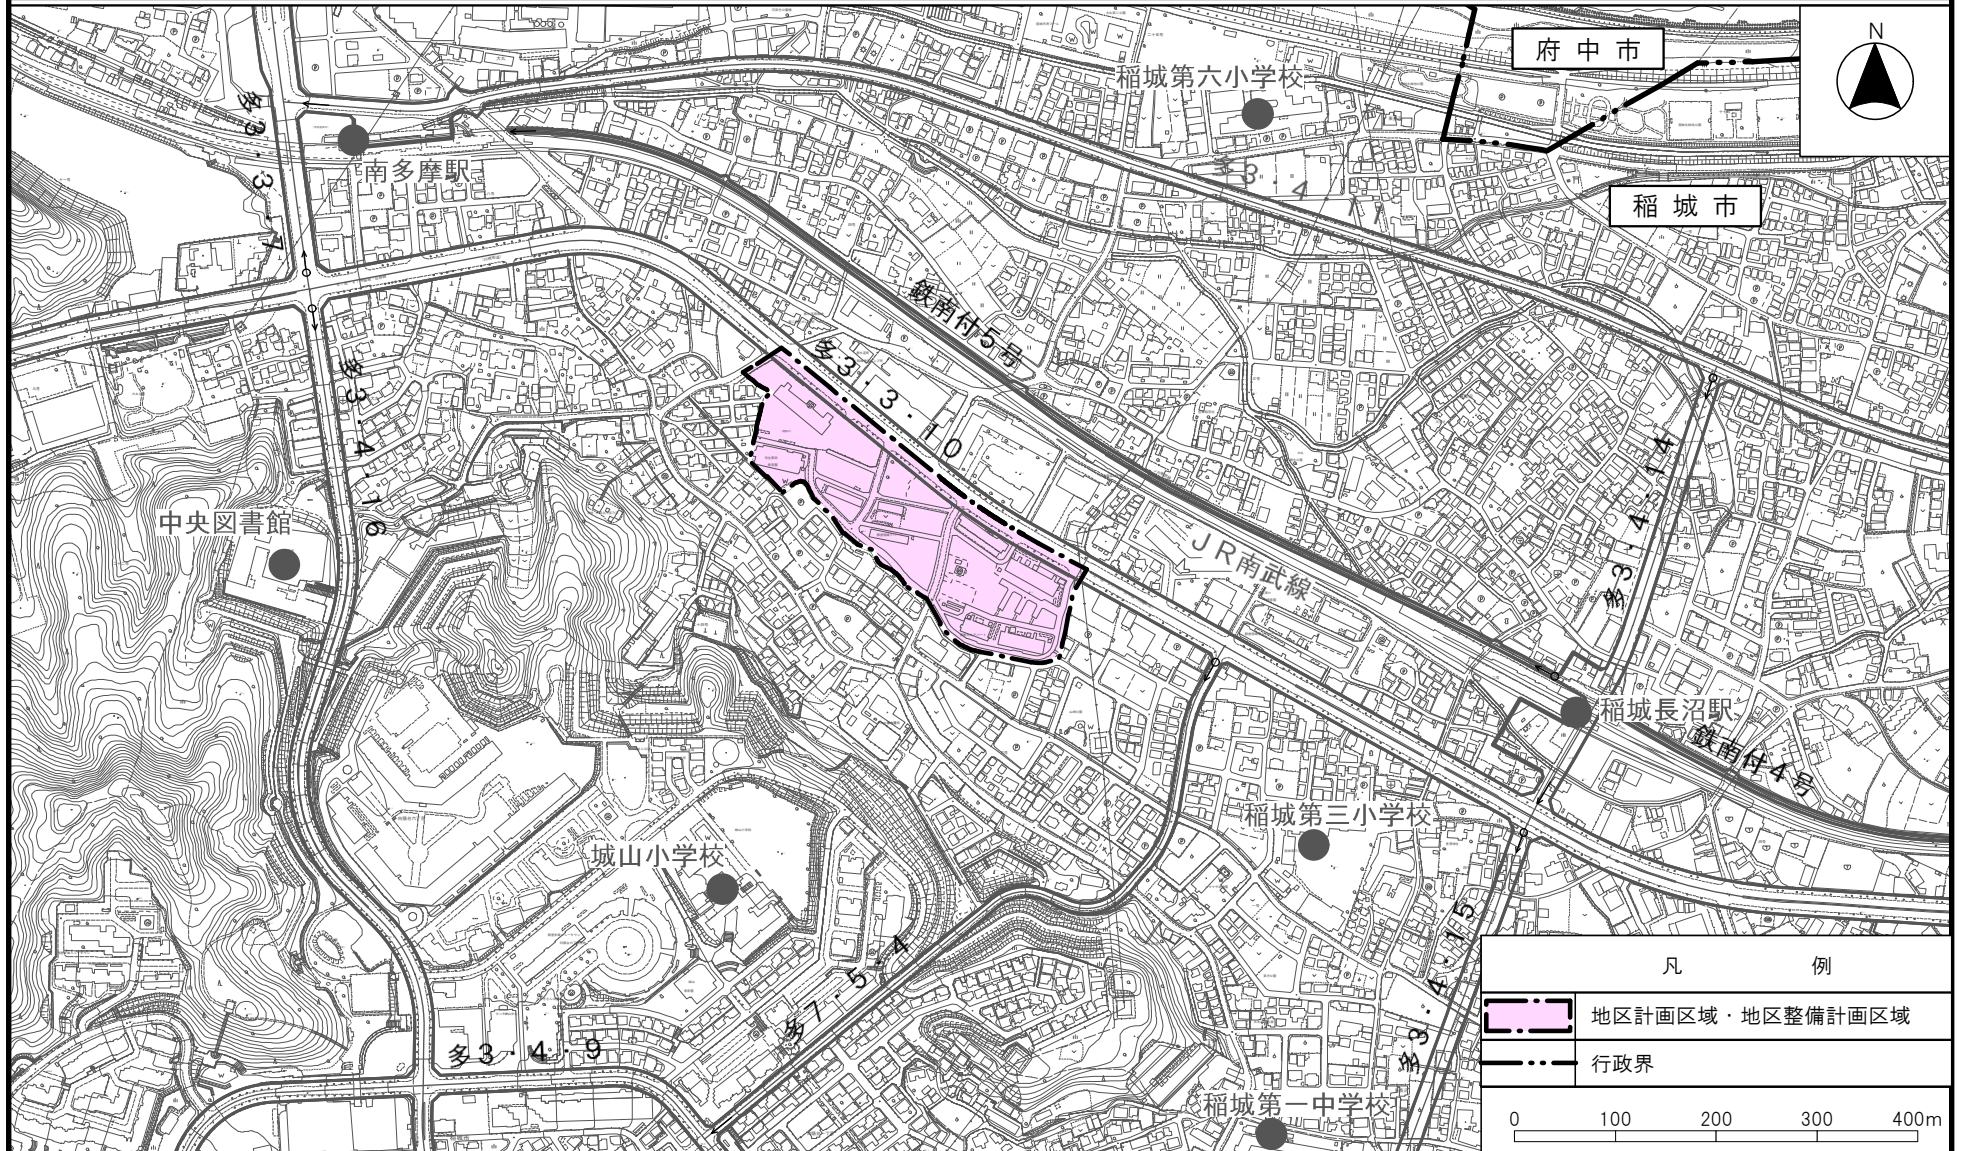 N
府中市
稲城第六小学校
多3・3・7
南多摩駅
多3・4・11
稲城市
鉄南付5号
多3・3・10
多3・4・16
多3・4・14
中央図書館
JR南武線
稲城長沼駅
鉄南付4号
稲城第三小学校
城山小学校
多3・4・15
多7・5・4
多3・4・9
稲城第一中学校
凡例
地区計画区域・地区整備計画区域
行政界
0 100 200 300 400m